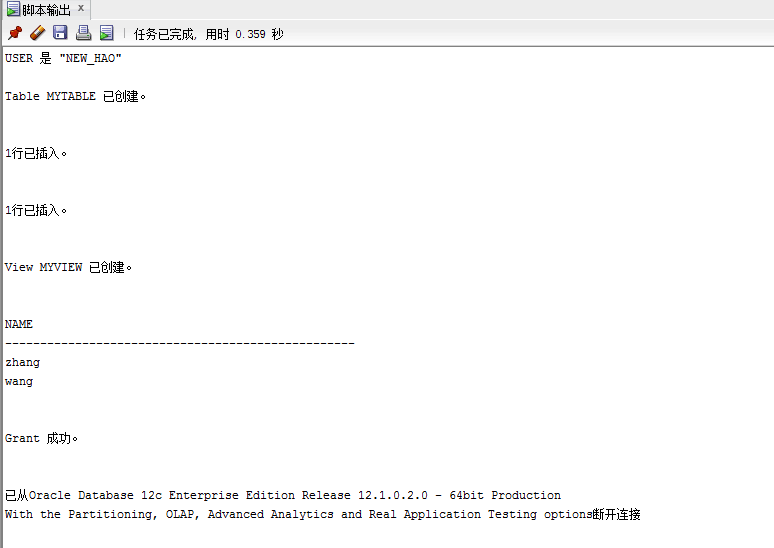 脚本输出 x
任务已完成, 用时 0.359 秒
USER 是 "NEW_HAO"
Table MYTABLE 已创建。
1行已插入。
1行已插入。
View MYVIEW 已创建。
NAME
--------------------------------------------------
zhang
wang
Grant 成功。
已从Oracle Database 12c Enterprise Edition Release 12.1.0.2.0 - 64bit Production
With the Partitioning, OLAP, Advanced Analytics and Real Application Testing options断开连接